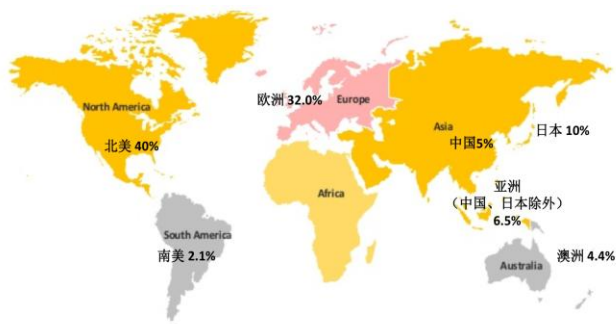 North America
北美 40%
欧洲 32.0%
Europe
Asia
中国5%
日本 10%
亚洲
（中国、日本除外）
6.5%
Africa
South America
南美 2.1%
Australia
澳洲 4.4%